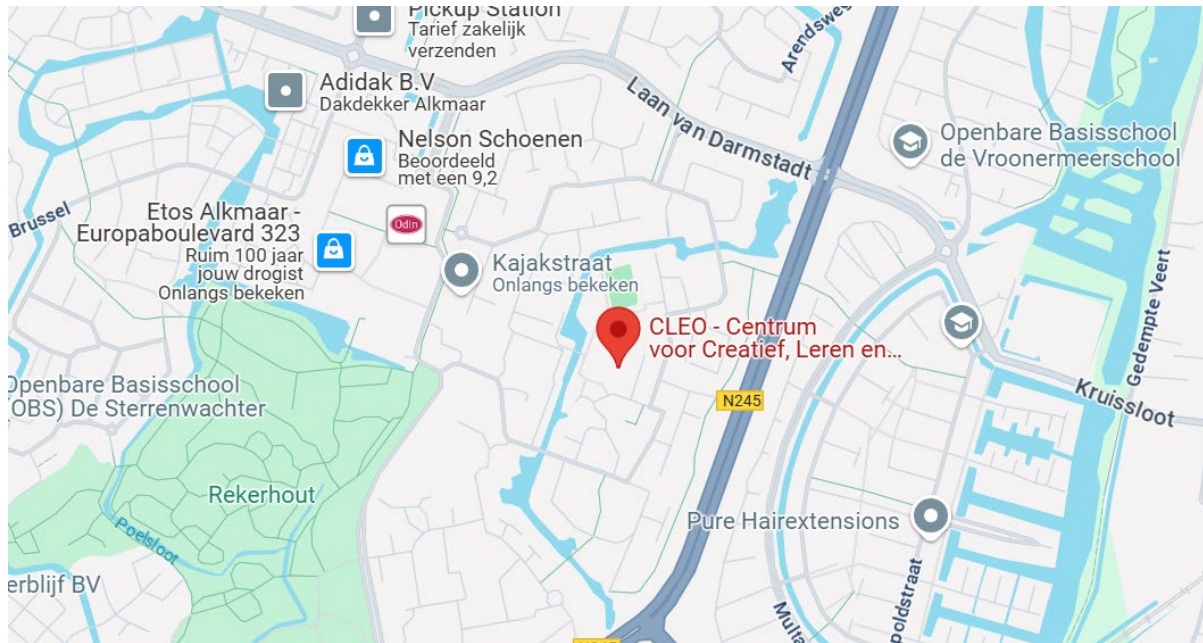 Pickup Station
Tarief zakelijk
verzenden
Arendsweg
Adidak B.V
Dakdekker Alkmaar
Laan van Darmstadt
Nelson Schoenen
Beoordeeld
met een 9,2
Openbare Basisschool
de Vroonermeerschool
Brussel
Etos Alkmaar -
Europaboulevard 323
Ruim 100 jaar
jouw drogist
Onlangs bekeken
Odin
Kajakstraat
Onlangs bekeken
Gedempte Veert
CLEO - Centrum
voor Creatief, Leren en...
N245
Kruissloot
Openbare Basisschool
(OBS) De Sterrenwachter
Rekerhout
Poelsloot
Pure Hairextensions
erblijf BV
Mulla
poldstraat